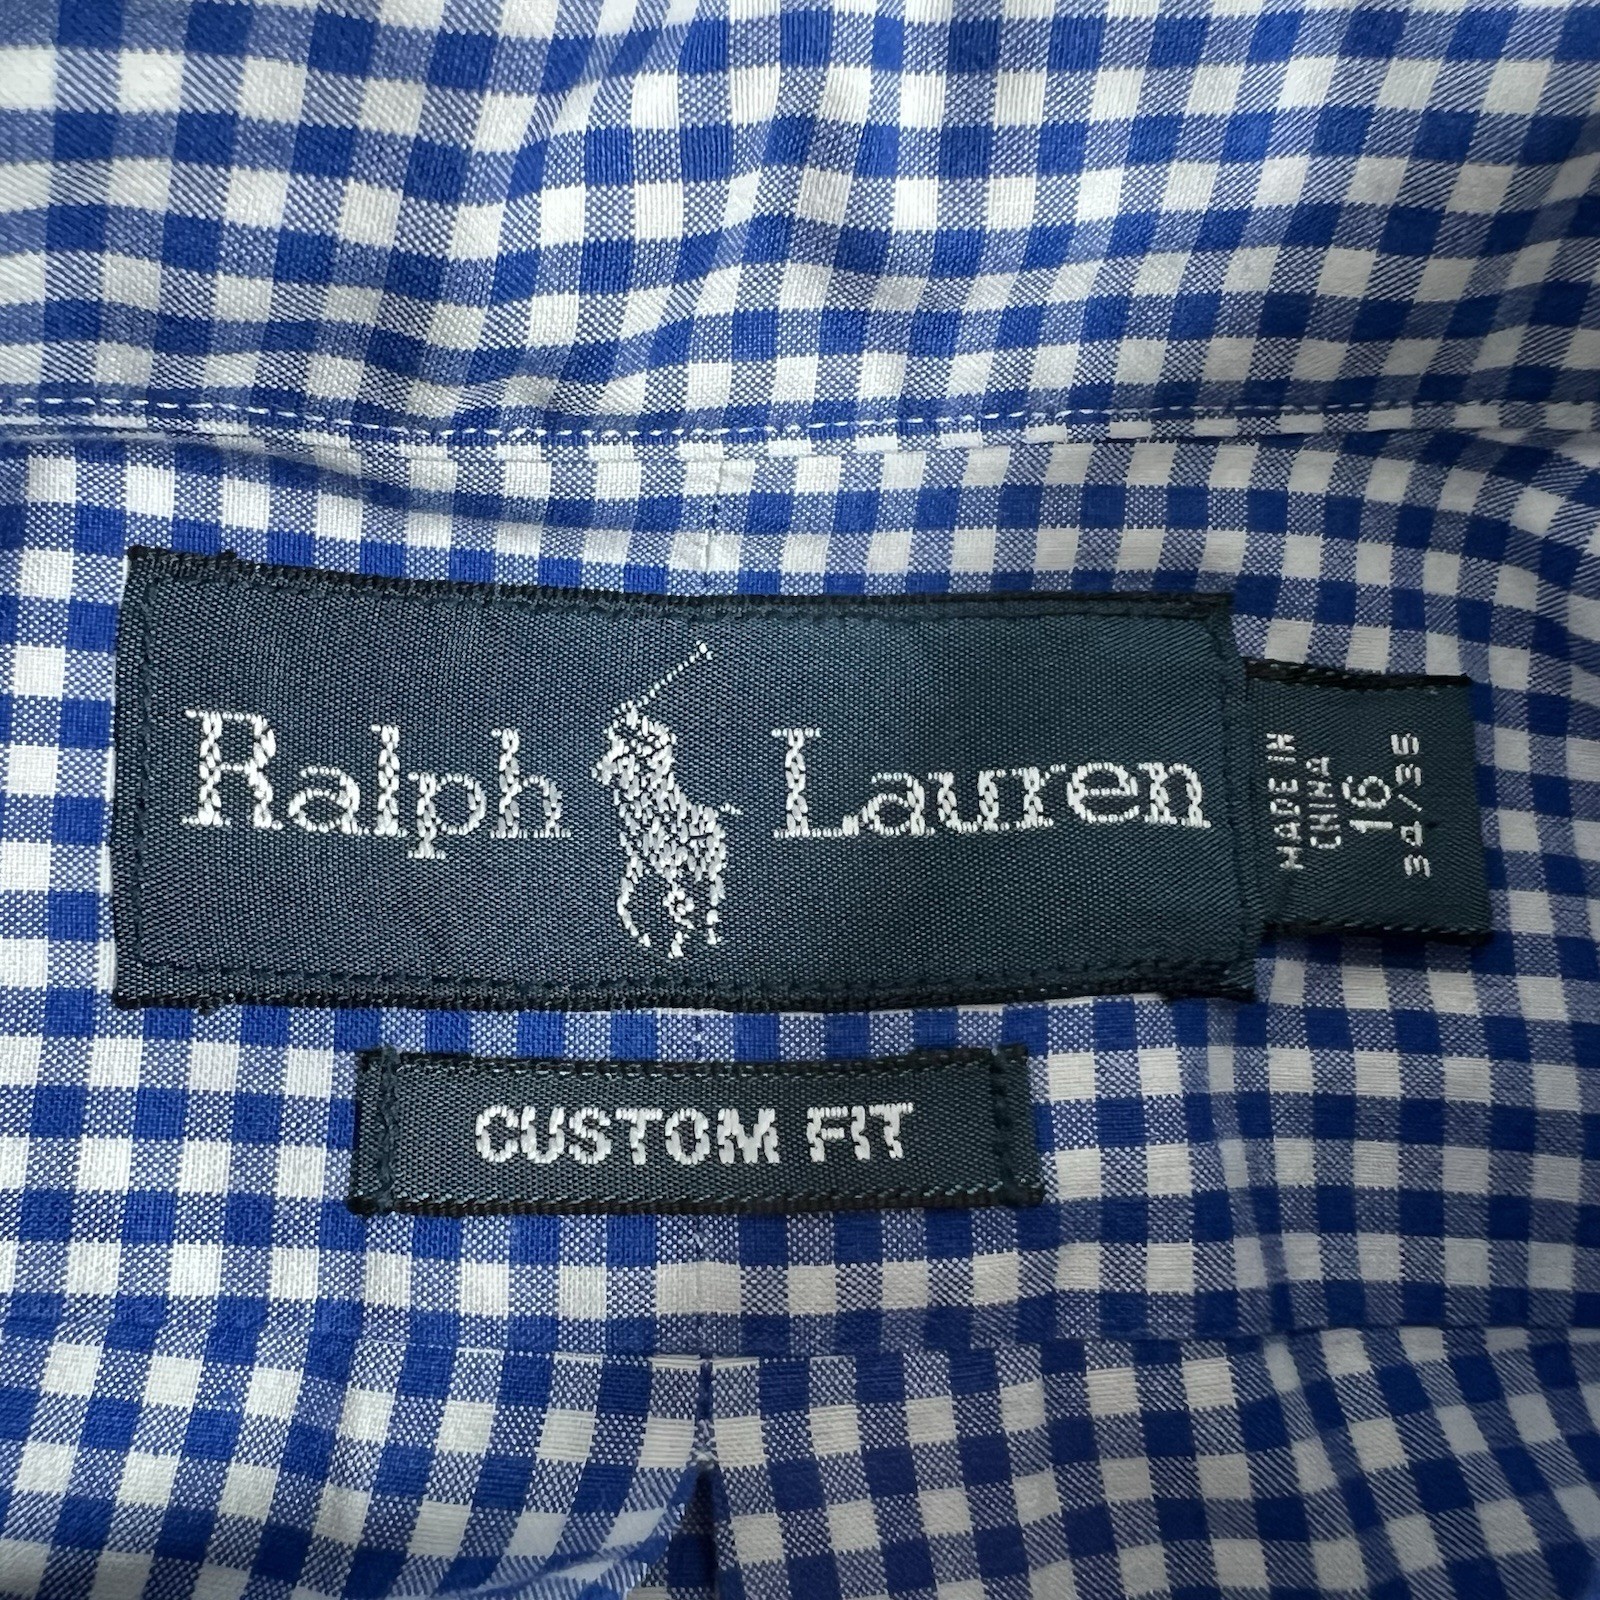 Ralph Lauren
MADE IN
CHINA
16
34/35
CUSTOM FIT